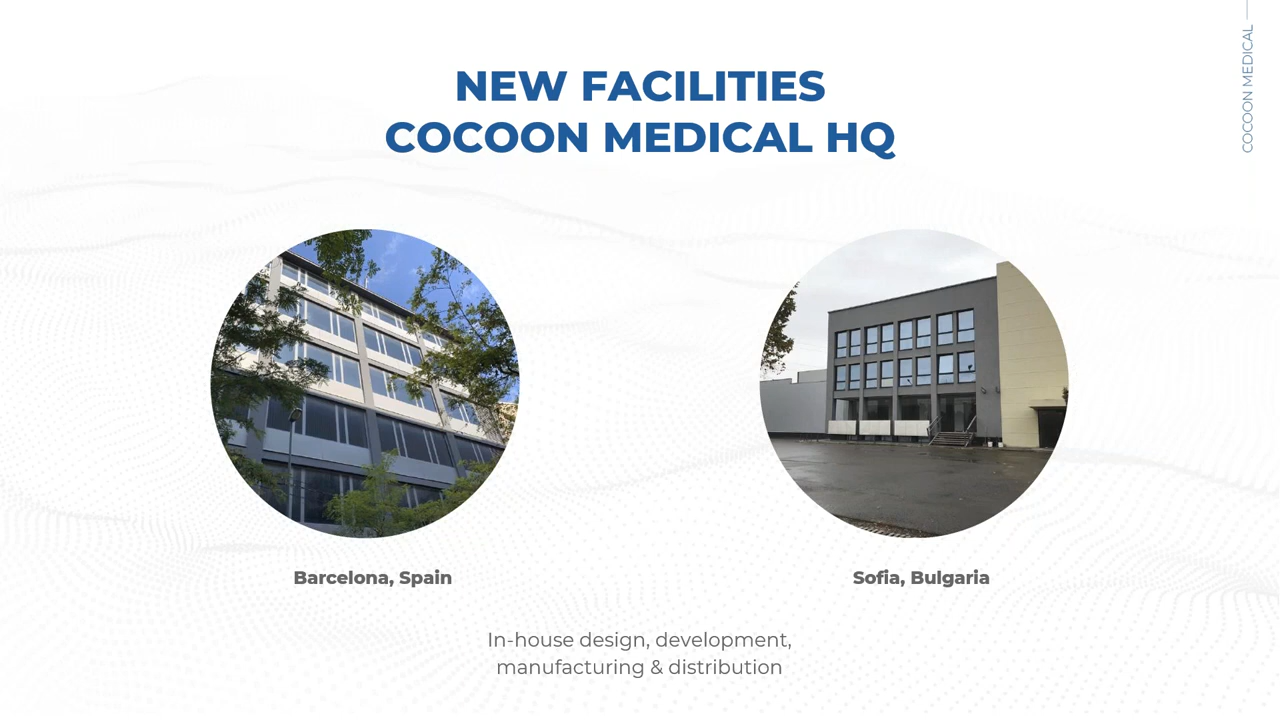 NEW FACILITIES
COCOON MEDICAL HQ
COCOON MEDICAL
Barcelona, Spain
Sofia, Bulgaria
In-house design, development,
manufacturing & distribution